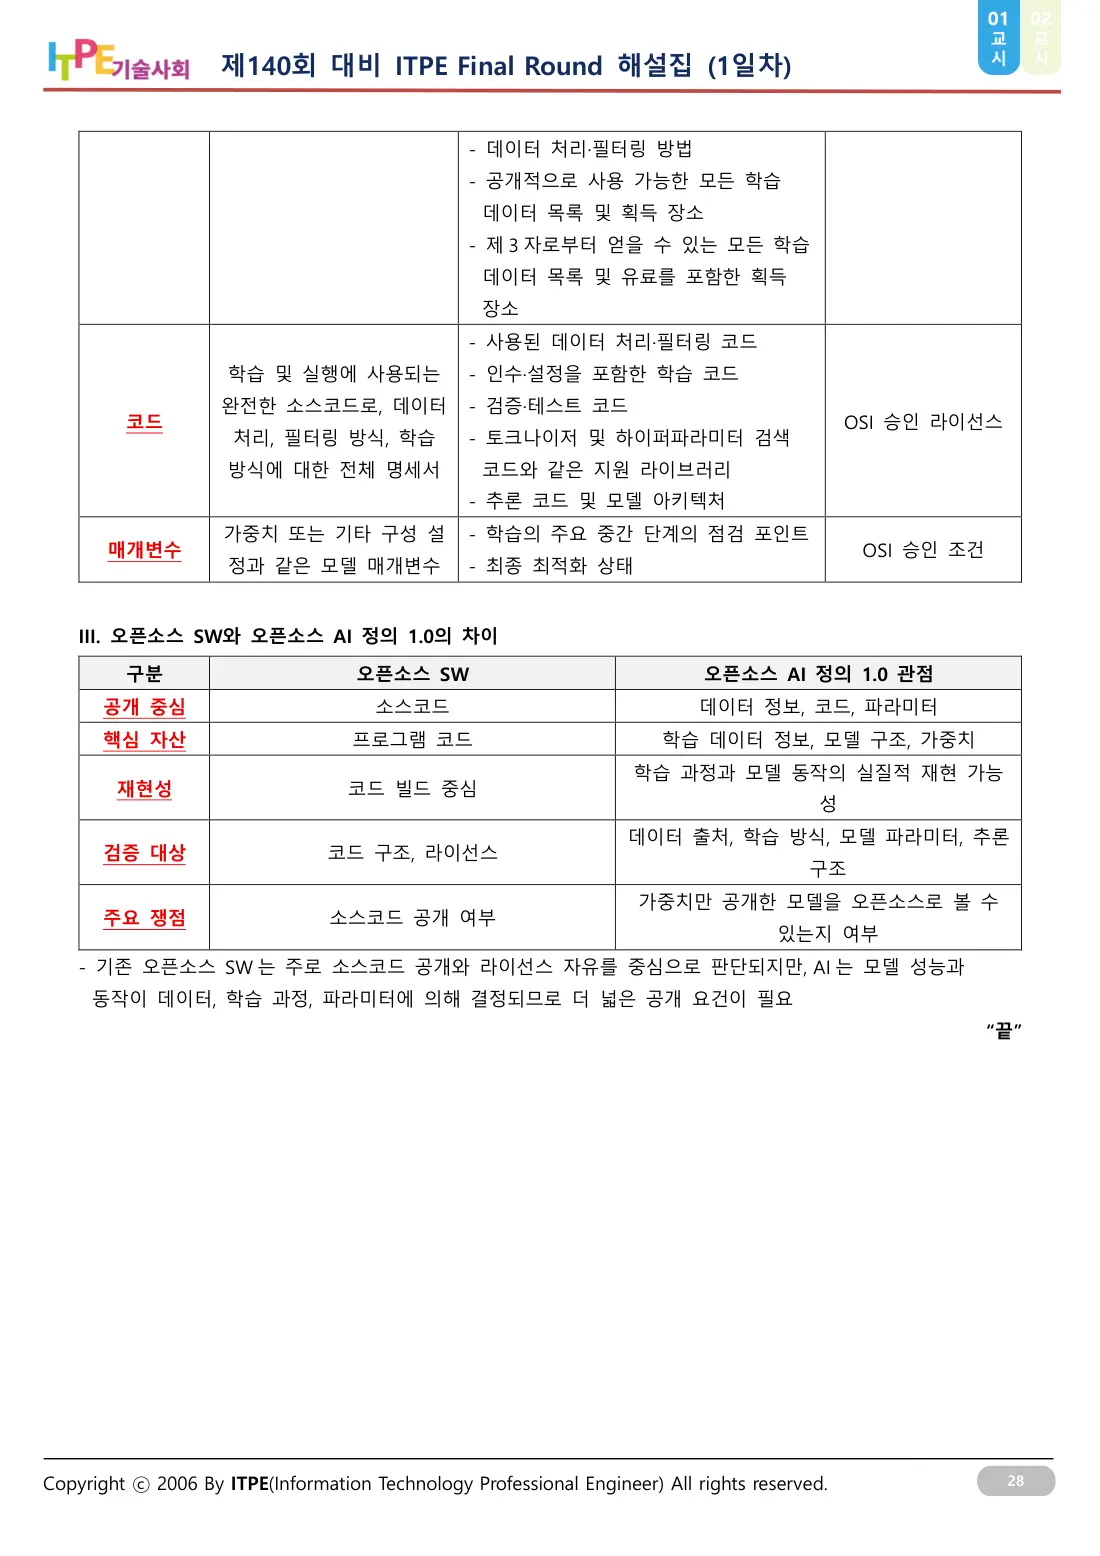 ITPE기술사회 제140회 대비 ITPE Final Round 해설집 (1일차)
01
교
시
02
교
시
- 데이터 처리·필터링 방법
- 공개적으로 사용 가능한 모든 학습
데이터 목록 및 획득 장소
- 제 3 자로부터 얻을 수 있는 모든 학습
데이터 목록 및 유료를 포함한 획득
장소
코드
학습 및 실행에 사용되는
완전한 소스코드로, 데이터
처리, 필터링 방식, 학습
방식에 대한 전체 명세서
- 사용된 데이터 처리·필터링 코드
- 인수·설정을 포함한 학습 코드
- 검증·테스트 코드
- 토크나이저 및 하이퍼파라미터 검색
코드와 같은 지원 라이브러리
- 추론 코드 및 모델 아키텍처
OSI 승인 라이선스
매개변수
가중치 또는 기타 구성 설
정과 같은 모델 매개변수
- 학습의 주요 중간 단계의 점검 포인트
- 최종 최적화 상태
OSI 승인 조건
III. 오픈소스 SW와 오픈소스 AI 정의 1.0의 차이
구분 오픈소스 SW 오픈소스 AI 정의 1.0 관점
공개 중심 소스코드 데이터 정보, 코드, 파라미터
핵심 자산 프로그램 코드 학습 데이터 정보, 모델 구조, 가중치
재현성 코드 빌드 중심 학습 과정과 모델 동작의 실질적 재현 가능
성
검증 대상 코드 구조, 라이선스 데이터 출처, 학습 방식, 모델 파라미터, 추론
구조
주요 쟁점 소스코드 공개 여부 가중치만 공개한 모델을 오픈소스로 볼 수
있는지 여부
- 기존 오픈소스 SW 는 주로 소스코드 공개와 라이선스 자유를 중심으로 판단되지만, AI 는 모델 성능과
동작이 데이터, 학습 과정, 파라미터에 의해 결정되므로 더 넓은 공개 요건이 필요
“끝”
Copyright ⓒ 2006 By ITPE(Information Technology Professional Engineer) All rights reserved.
28